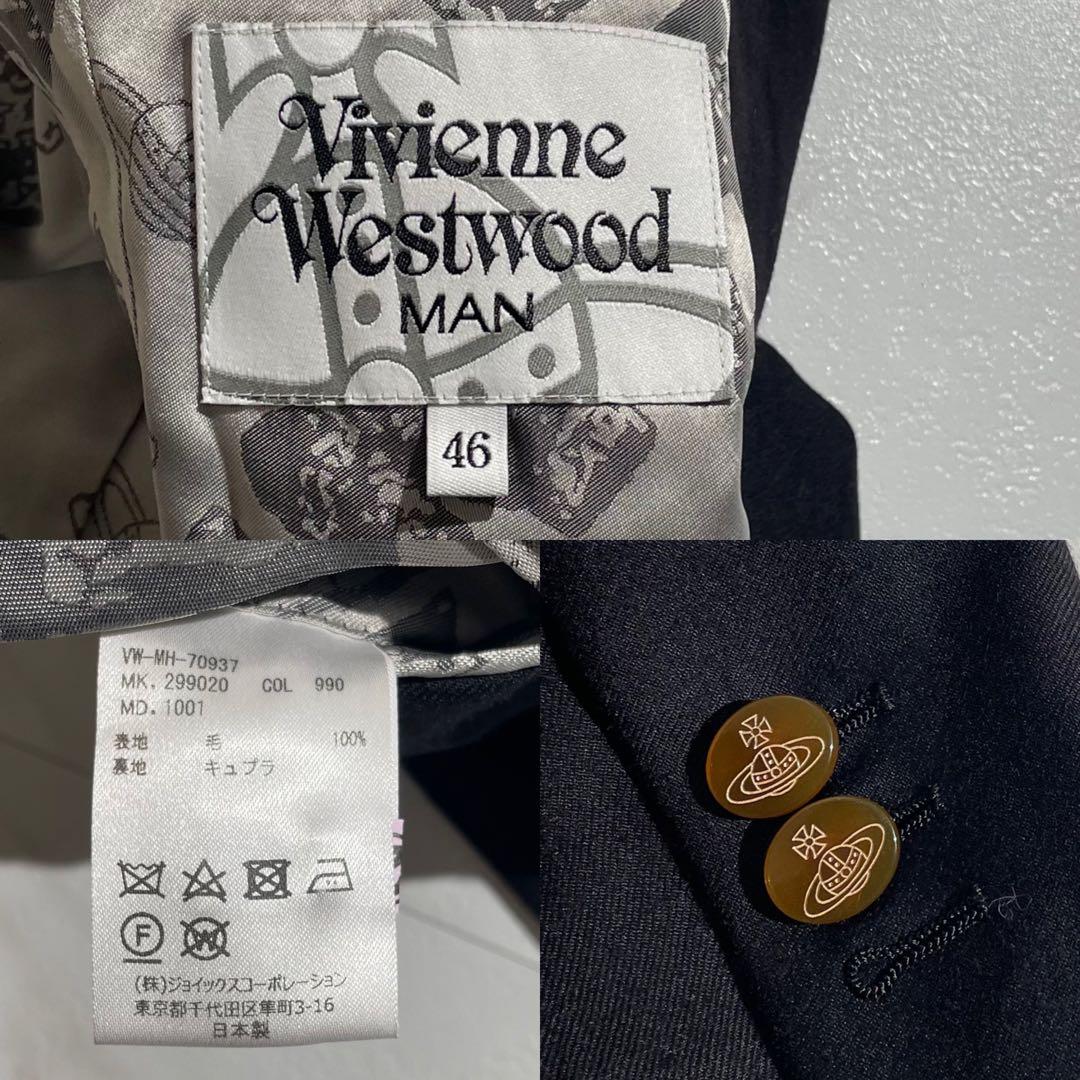 Vivienne
Westwood
MAN
46
VW-MH-70937
MK. 299020 COL 990
MD. 1001
表地 毛 100%
裏地 キュプラ
F
W
(株)ジョイックスコーポレーション
東京都千代田区隼町3-16
日本製